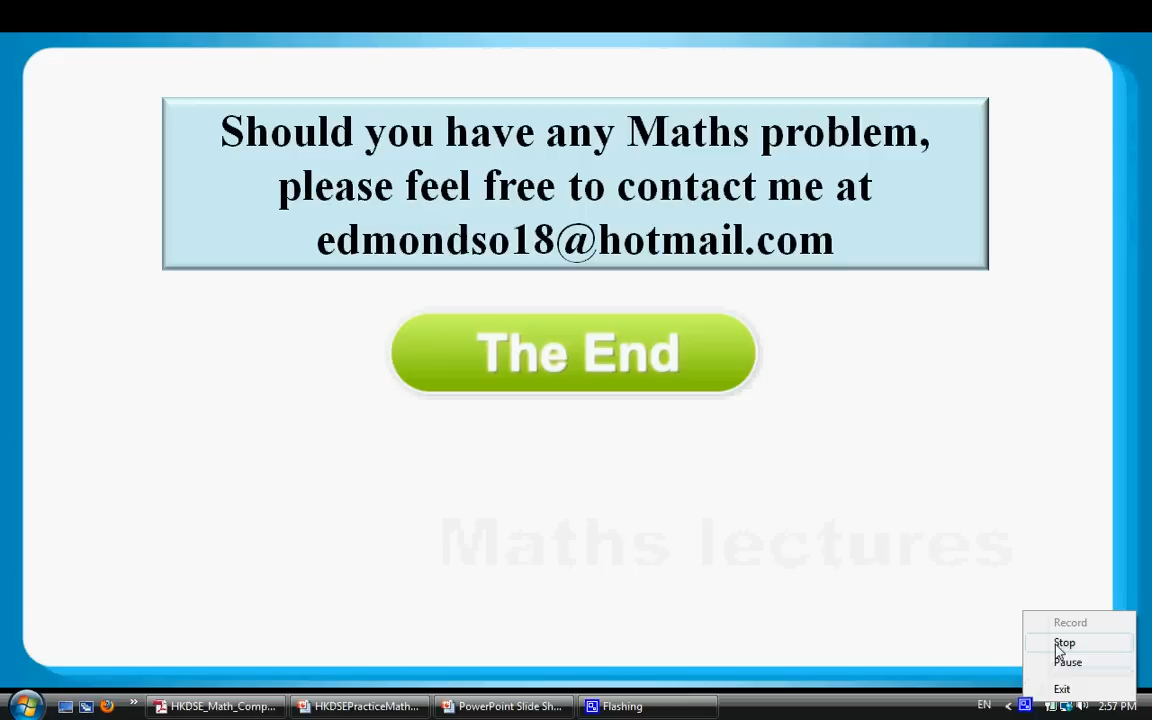 Should you have any Maths problem,
please feel free to contact me at
edmondso18@hotmail.com
The End
Maths lectures
Record
Stop
Pause
Exit
HKDSE_Math_Comp...
HKDSEPracticeMath...
PowerPoint Slide Sh...
Flashing
EN
2:57 PM